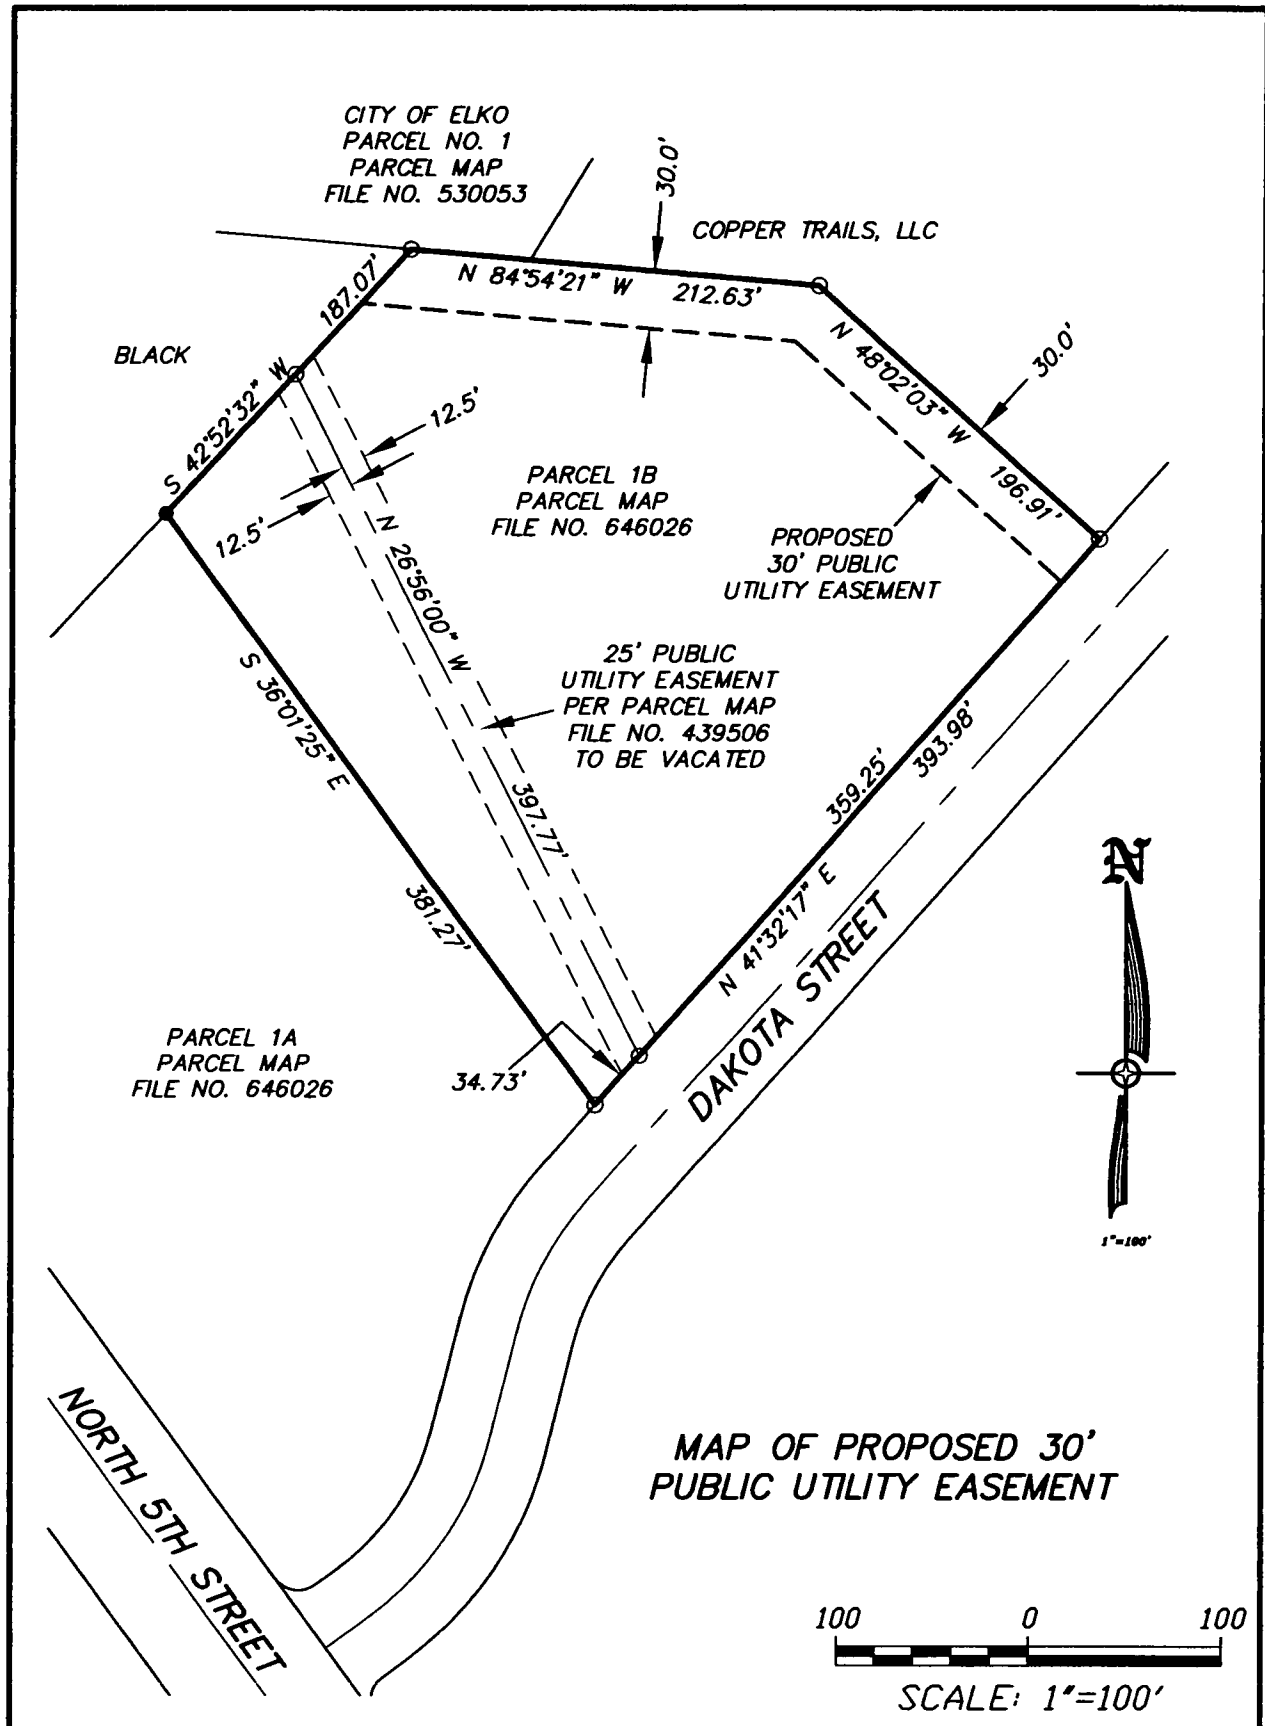 CITY OF ELKO
PARCEL NO. 1
PARCEL MAP
FILE NO. 530053
30.0'
COPPER TRAILS, LLC
N 84°54'21" W 212.63'
187.07'
S 42°52'32" W
BLACK
N 48°02'03" W 196.91'
30.0'
12.5'
12.5'
PARCEL 1B
PARCEL MAP
FILE NO. 646026
PROPOSED
30' PUBLIC
UTILITY EASEMENT
N 26°56'00" W
397.77'
25' PUBLIC
UTILITY EASEMENT
PER PARCEL MAP
FILE NO. 439506
TO BE VACATED
S 36°01'25" E
381.27'
359.25'
393.98'
N 41°32'17" E
DAKOTA STREET
N
1"=100'
PARCEL 1A
PARCEL MAP
FILE NO. 646026
34.73'
NORTH 5TH STREET
MAP OF PROPOSED 30'
PUBLIC UTILITY EASEMENT
100 0 100
SCALE: 1"=100'